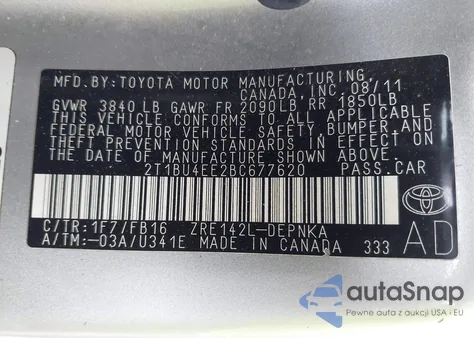 MFD.BY:TOYOTA MOTOR MANUFACTURING,
CANADA, INC. 08/11
GVWR 3840LB GAWR FR 2090LB, RR 1850LB
THIS VEHICLE CONFORMS TO ALL APPLICABLE
FEDERAL MOTOR VEHICLE SAFETY, BUMPER, AND
THEFT PREVENTION STANDARDS IN EFFECT ON
THE DATE OF MANUFACTURE SHOWN ABOVE.
2T1BU4EE2BC677620 PASS.CAR
C/TR:1F7/FB16 ZRE142L-DEPNKA
A/TM:-03A/U341E MADE IN CANADA 333
AD
autoSnap
Pewne auta z aukcji USA - EU